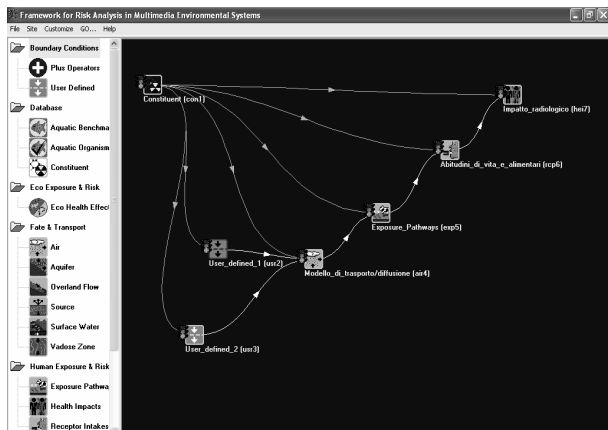 Framework for Risk Analysis in Multimedia Environmental Systems
File Site Customize GO... Help
Boundary Conditions
Plus Operators
User Defined
Database
Aquatic Benchma
Aquatic Organism
Constituent
Eco Exposure & Risk
Eco Health Effect
Fate & Transport
Air
Aquifer
Overland Flow
Source
Surface Water
Vadose Zone
Human Exposure & Risk
Exposure Pathwa
Health Impacts
Receptor Intakes
Constituent (con1)
Impatto_radiologico (hei7)
Abitudini_di_vita_e_alimentari (rcp6)
Exposure_Pathways (exp5)
User_defined_1 (usr2)
Modello_di_trasporto/diffusione (air4)
User_defined_2 (usr3)